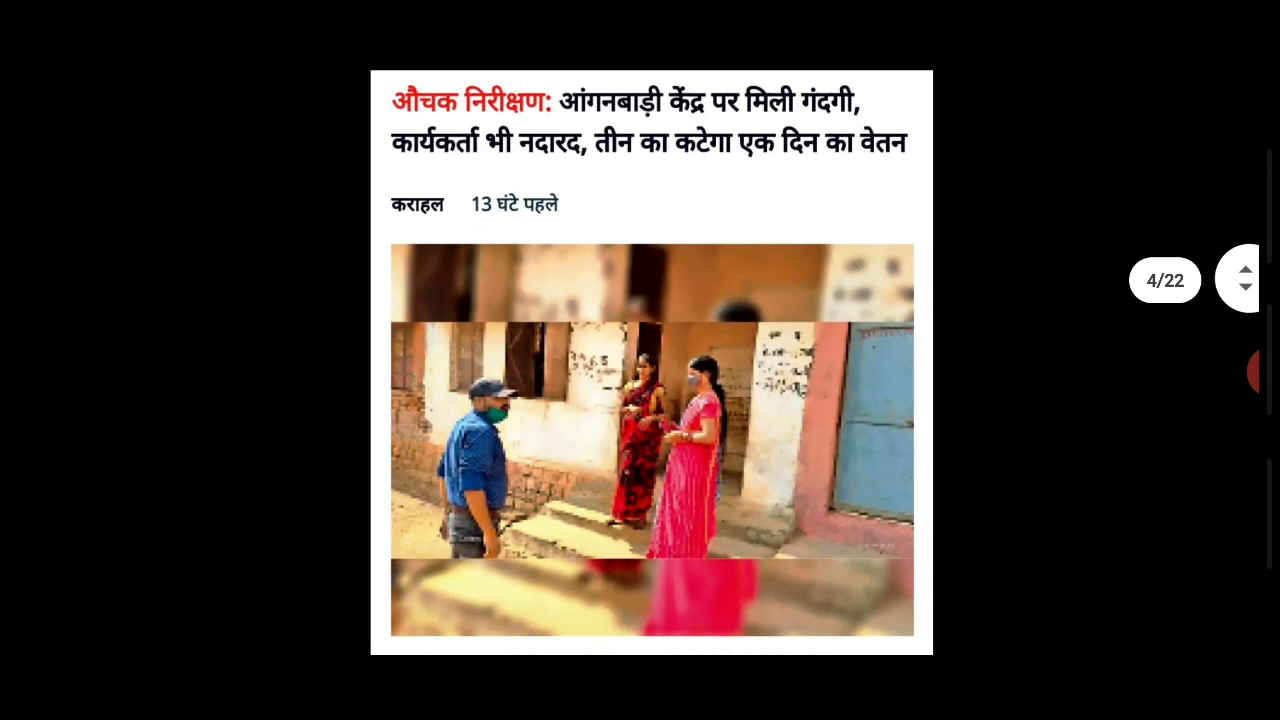 औचक निरीक्षण: आंगनबाड़ी केंद्र पर मिली गंदगी,
कार्यकर्ता भी नदारद, तीन का कटेगा एक दिन का वेतन
कराहल 13 घंटे पहले
4/22